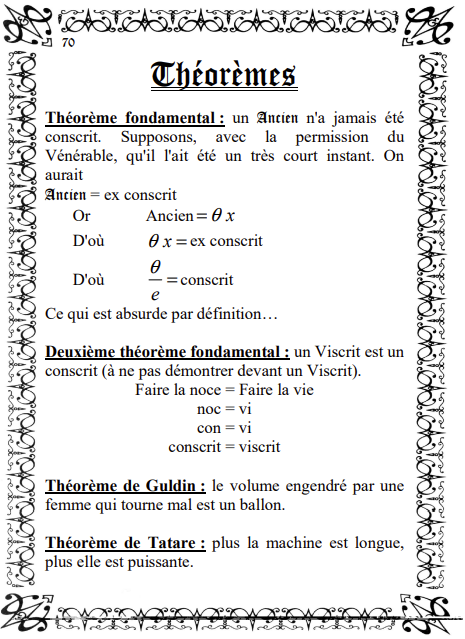 70
Théorèmes
Théorème fondamental : un Ancien n'a jamais été
conscrit. Supposons, avec la permission du
Vénérable, qu'il l'ait été un très court instant. On
aurait
Ancien = ex conscrit
Or Ancien = θ x
D'où θ x = ex conscrit
D'où θ/e = conscrit
Ce qui est absurde par définition…
Deuxième théorème fondamental : un Viscrit est un
conscrit (à ne pas démontrer devant un Viscrit).
Faire la noce = Faire la vie
noc = vi
con = vi
conscrit = viscrit
Théorème de Guldin : le volume engendré par une
femme qui tourne mal est un ballon.
Théorème de Tatare : plus la machine est longue,
plus elle est puissante.